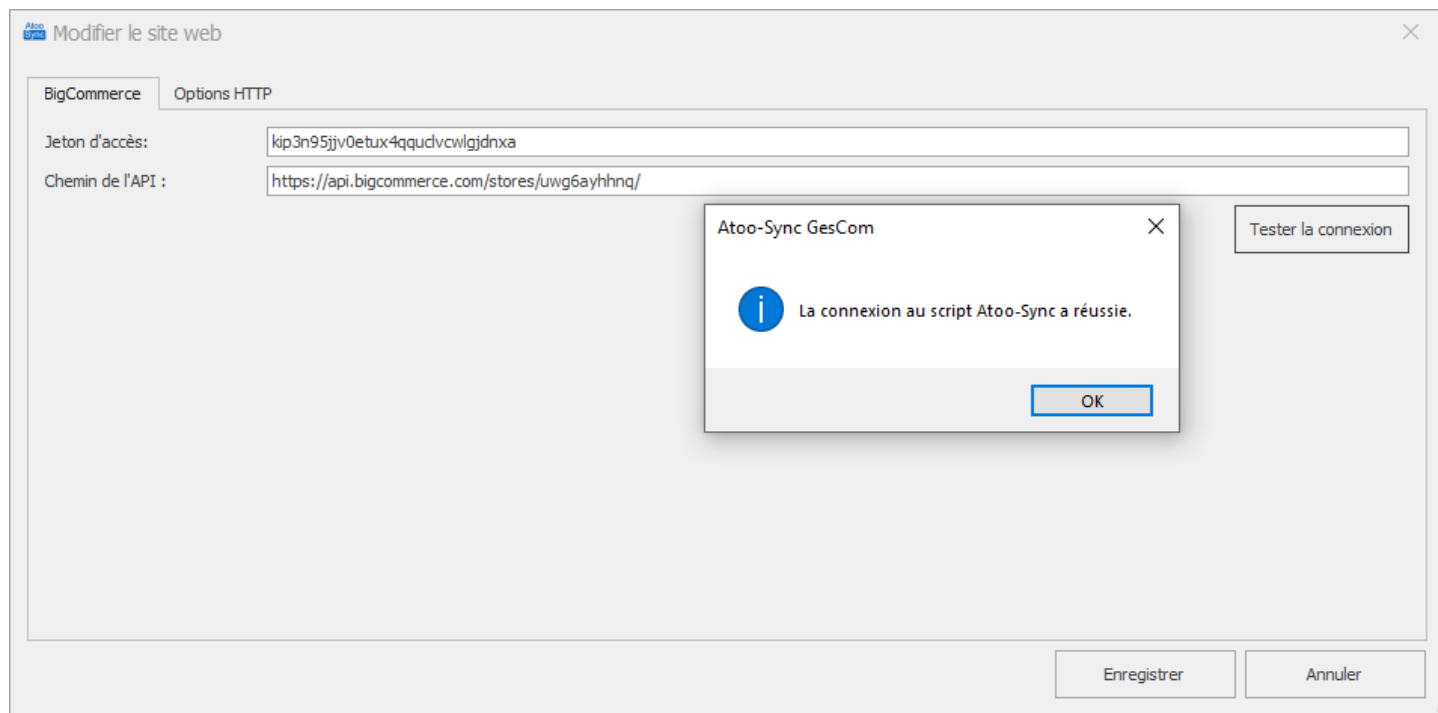 Atoo
Sync
Modifier le site web
BigCommerce
Options HTTP
Jeton d'accès:
kip3n95jjv0etux4qquclvcwlgjdnxa
Chemin de l'API :
https://api.bigcommerce.com/stores/uwg6ayhhnq/
Tester la connexion
Atoo-Sync GesCom
La connexion au script Atoo-Sync a réussie.
OK
Enregistrer
Annuler